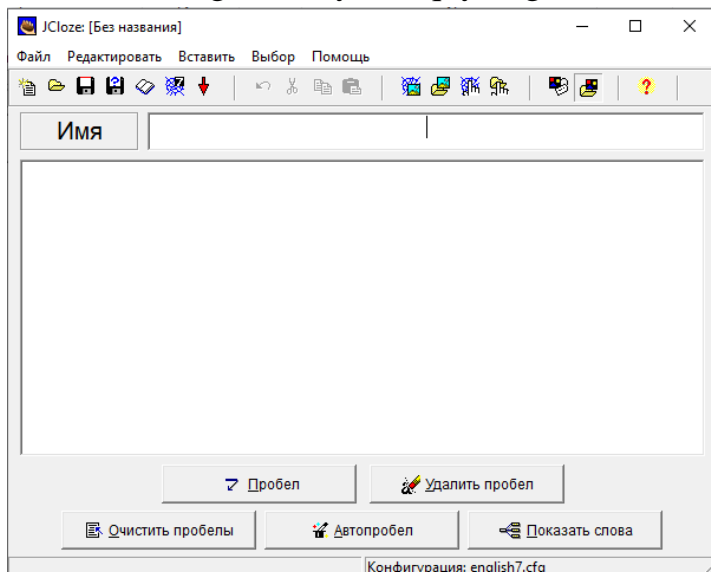 JCloze: [Без названия]
Файл Редактировать Вставить Выбор Помощь
Имя
Пробел Удалить пробел
Очистить пробелы Автопробел Показать слова
Конфигурация: english7.cfg